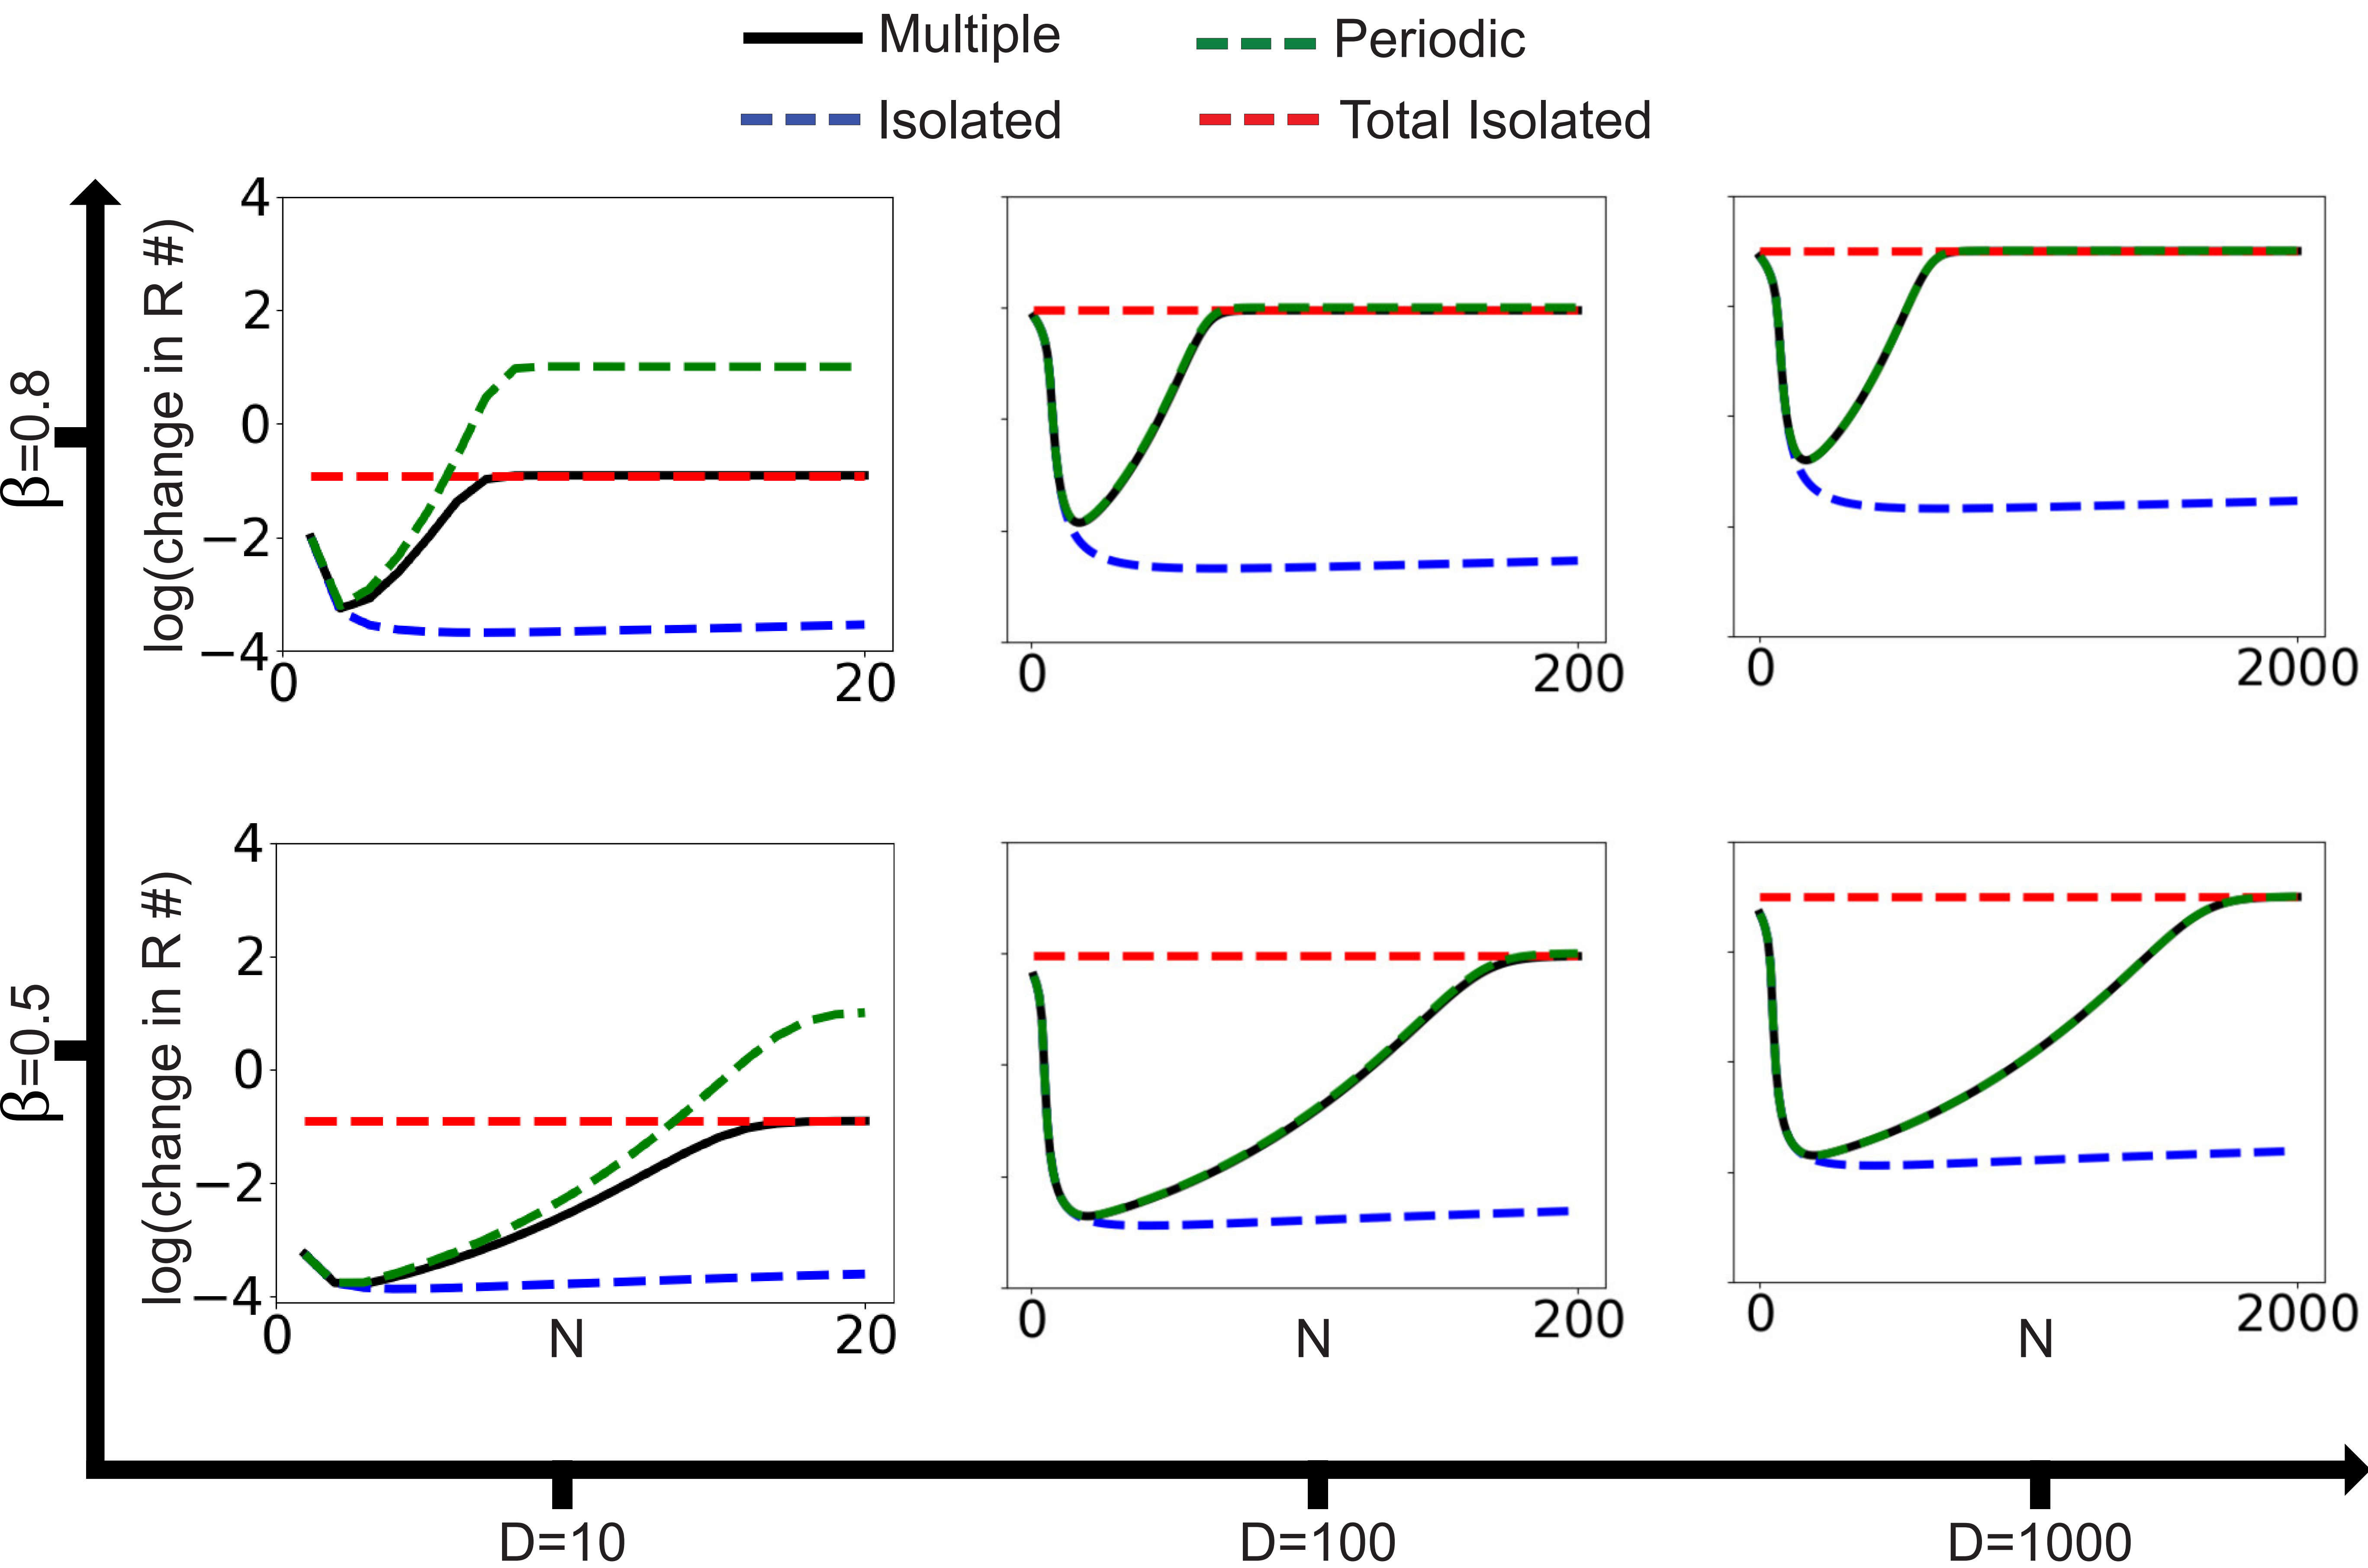 Multiple
Periodic
Isolated
Total Isolated
β=0.8
log(change in R #)
4
2
0
−2
−4
0
20
0
200
0
2000
β=0.5
log(change in R #)
4
2
0
−2
−4
0
N
20
0
N
200
0
N
2000
D=10
D=100
D=1000